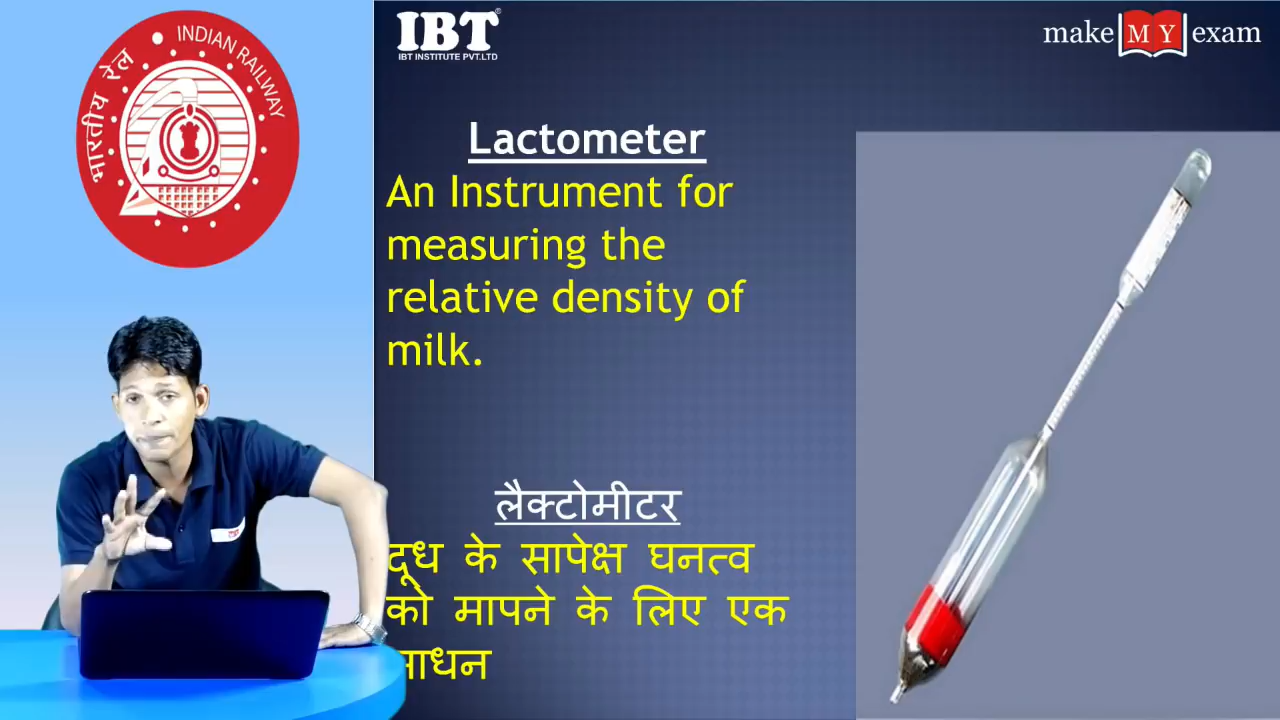 भारतीय रेल
INDIAN RAILWAY
IBT
IBT INSTITUTE PVT.LTD
make MY exam
Lactometer
An Instrument for
measuring the
relative density of
milk.
लैक्टोमीटर
दूध के सापेक्ष घनत्व
को मापने के लिए एक
साधन